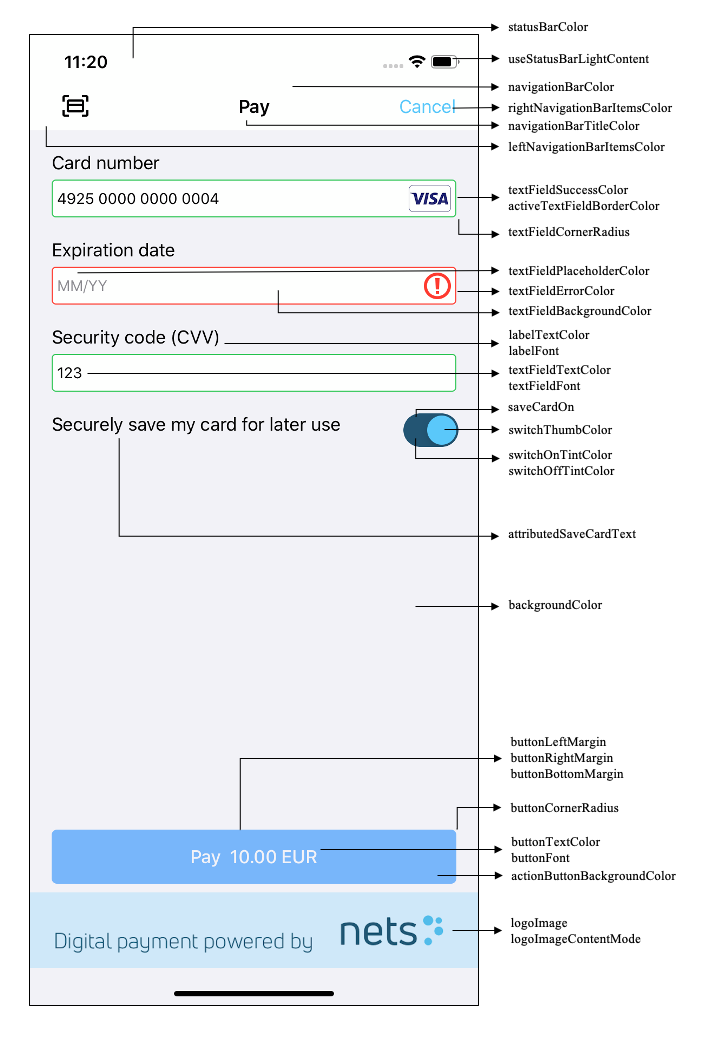 statusBarColor
11:20
useStatusBarLightContent
navigationBarColor
Pay
Cancel
rightNavigationBarItemsColor
navigationBarTitleColor
leftNavigationBarItemsColor
Card number
4925 0000 0000 0004
VISA
textFieldSuccessColor
activeTextFieldBorderColor
textFieldCornerRadius
Expiration date
textFieldPlaceholderColor
MM/YY
textFieldErrorColor
textFieldBackgroundColor
Security code (CVV)
labelTextColor
labelFont
123
textFieldTextColor
textFieldFont
saveCardOn
Securely save my card for later use
switchThumbColor
switchOnTintColor
switchOffTintColor
attributedSaveCardText
backgroundColor
buttonLeftMargin
buttonRightMargin
buttonBottomMargin
buttonCornerRadius
Pay 10.00 EUR
buttonTextColor
buttonFont
actionButtonBackgroundColor
Digital payment powered by
nets
logoImage
logoImageContentMode